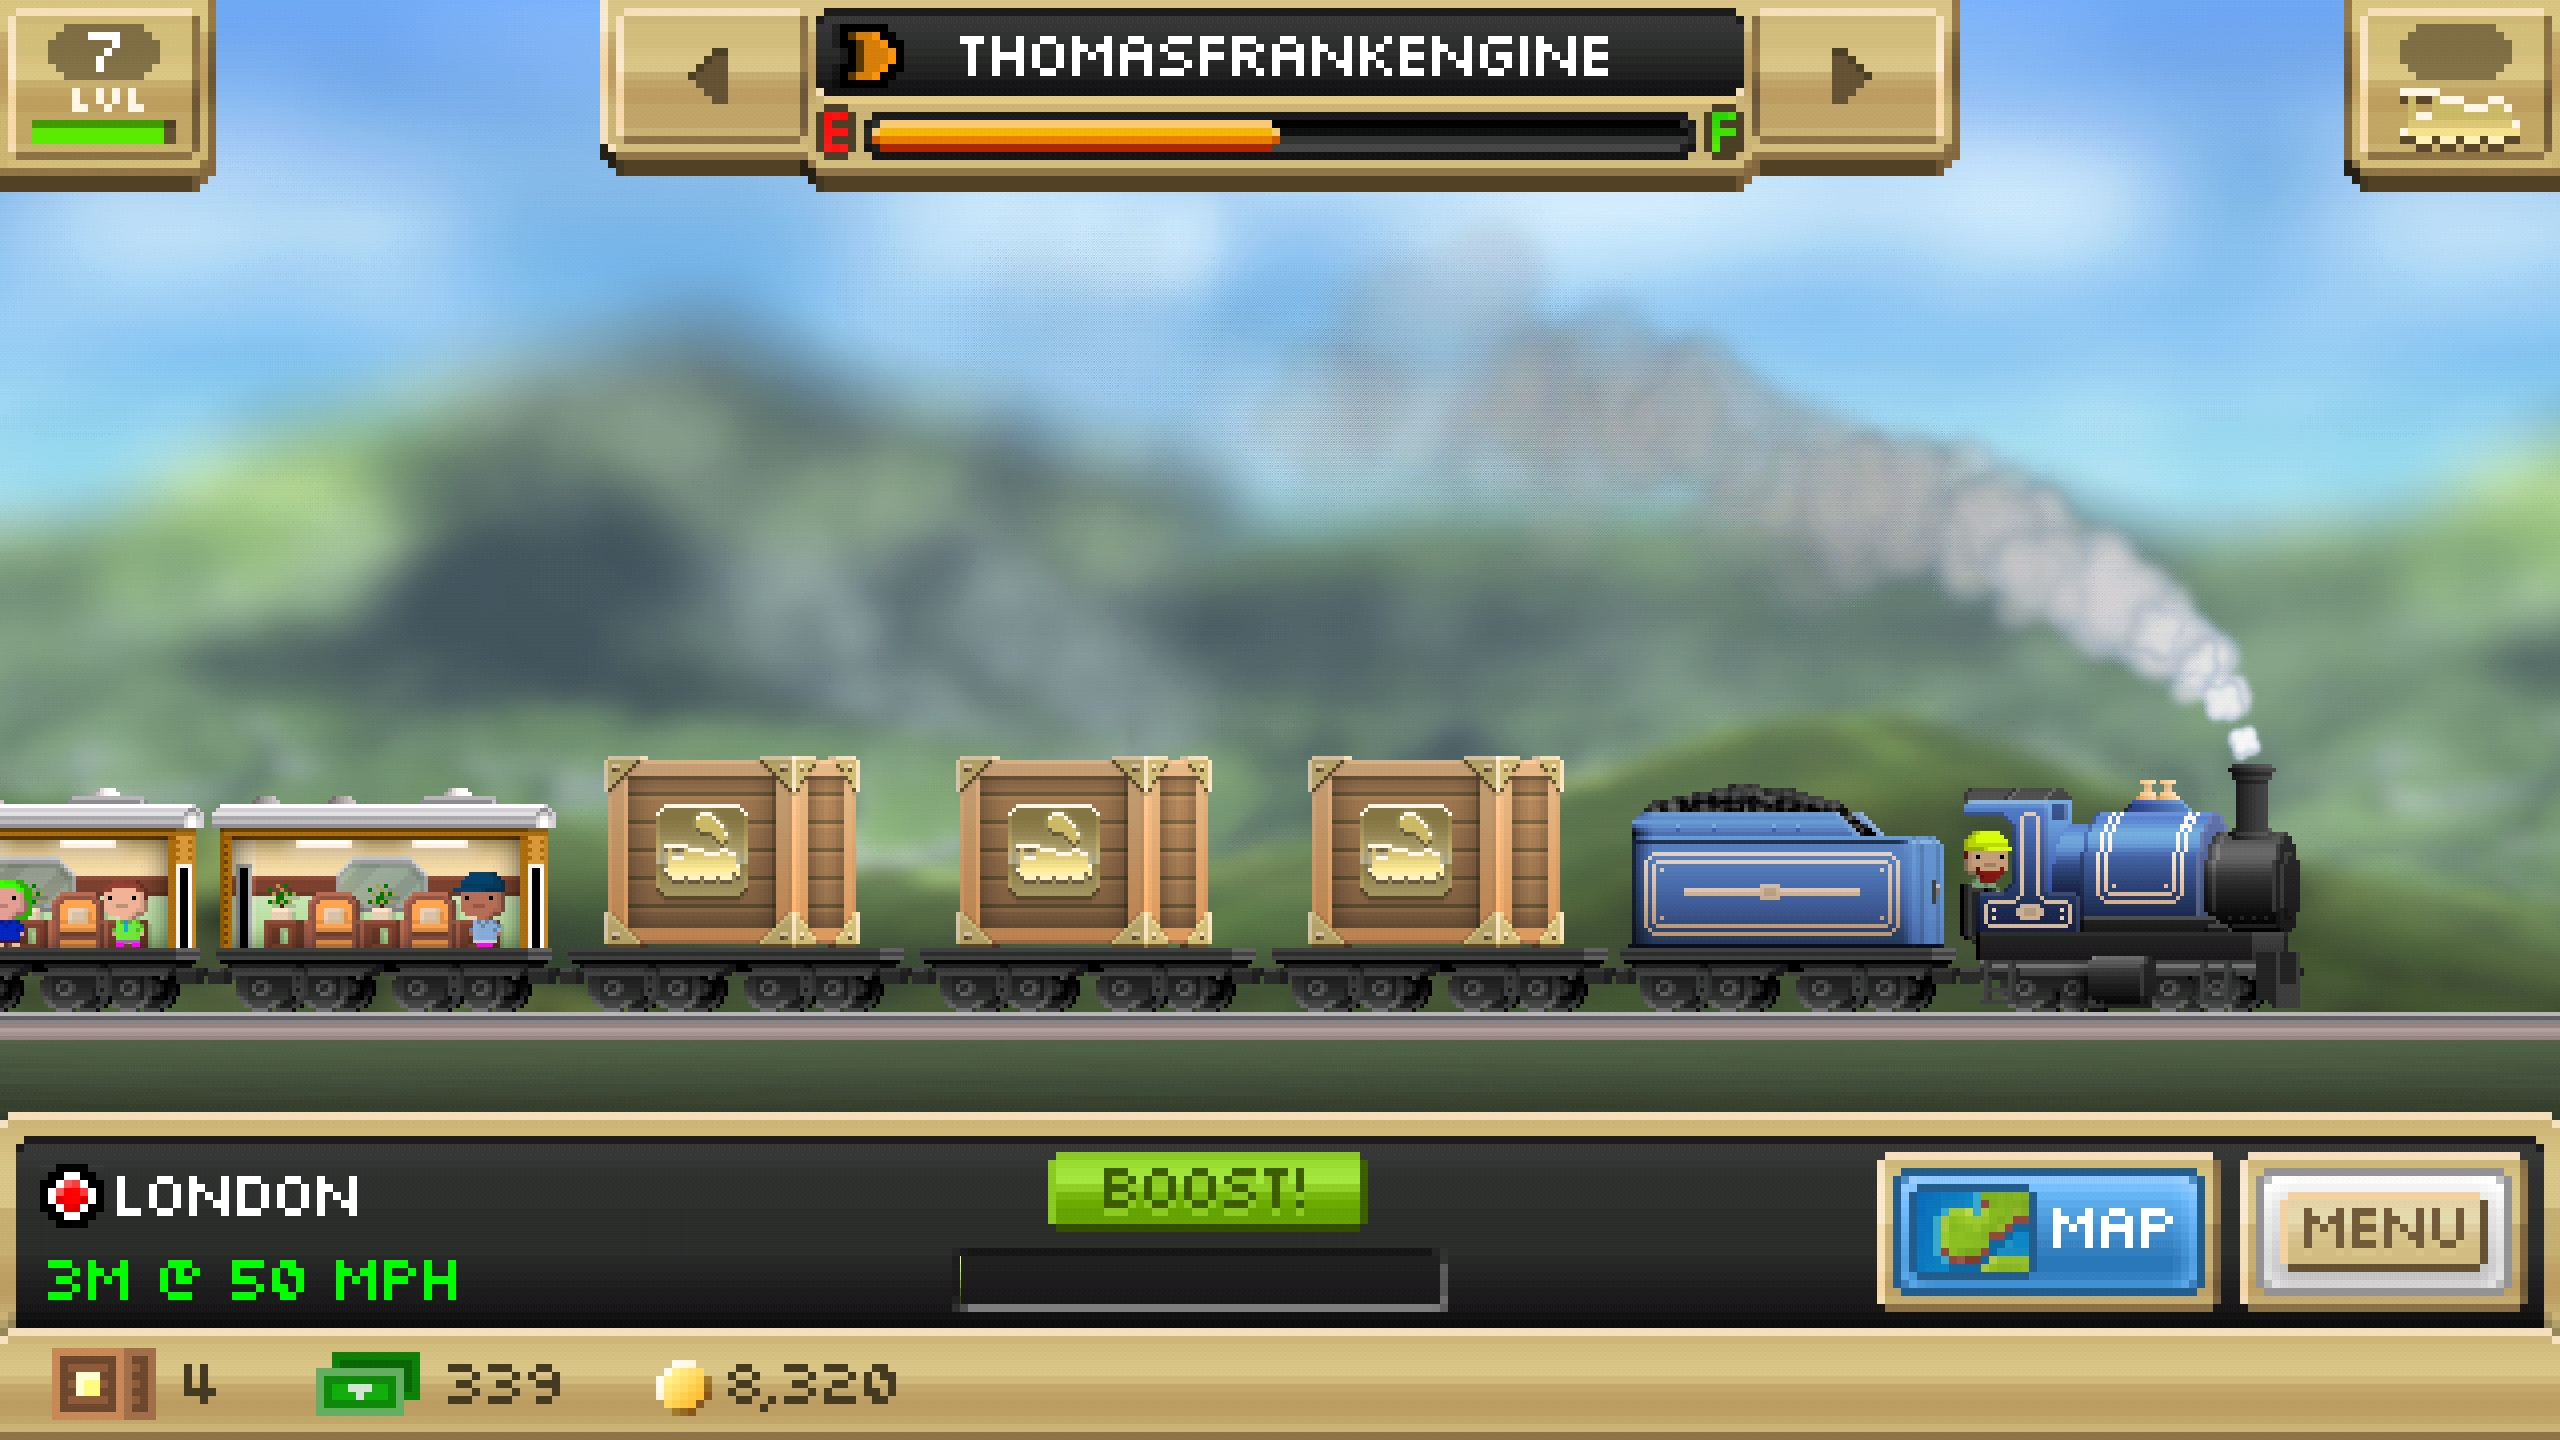 7
LVL
THOMASFRANKENGINE
E F
LONDON
3M @ 50 MPH
BOOST!
MAP
MENU
4
339
8,320